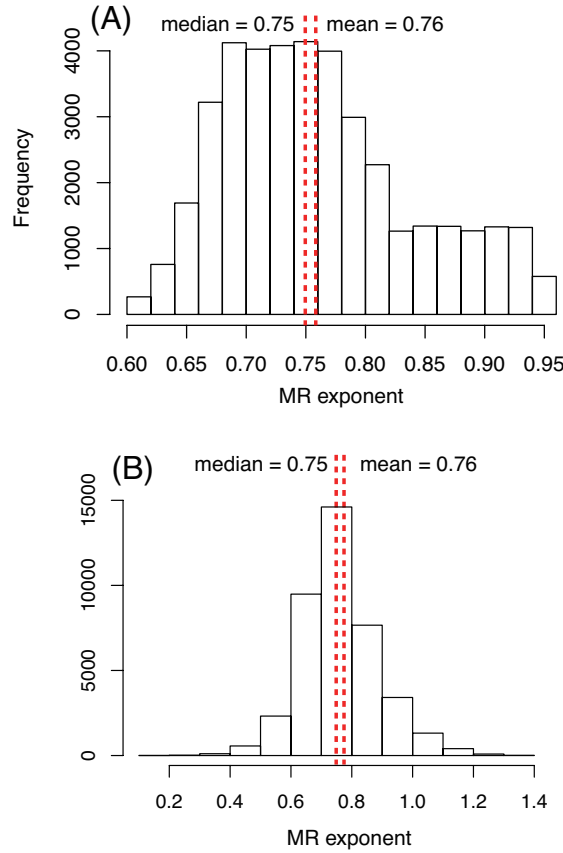 (A)
median = 0.75 mean = 0.76
Frequency
4000
3000
2000
1000
0
0.60 0.65 0.70 0.75 0.80 0.85 0.90 0.95
MR exponent
(B)
median = 0.75 mean = 0.76
15000
10000
5000
0
0.2 0.4 0.6 0.8 1.0 1.2 1.4
MR exponent